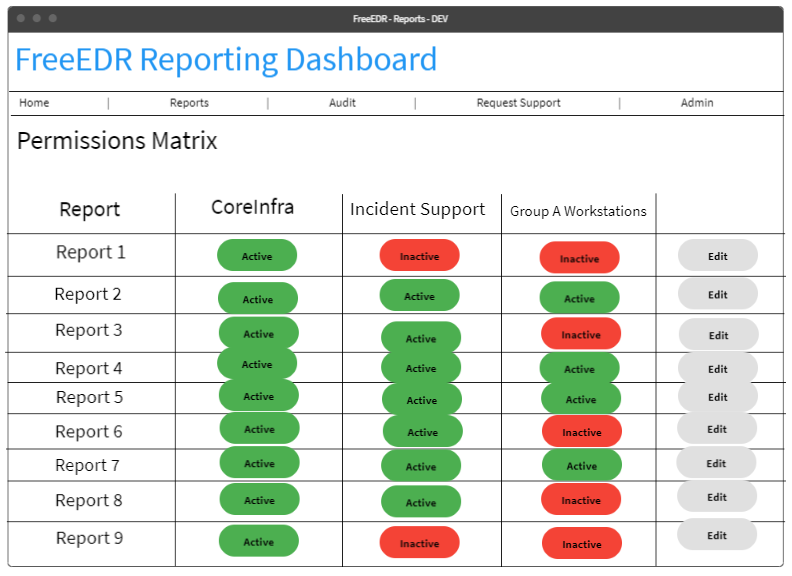 FreeEDR - Reports - DEV
FreeEDR Reporting Dashboard
Home | Reports | Audit | Request Support | Admin
Permissions Matrix
Report CoreInfra Incident Support Group A Workstations
Report 1 Active Inactive Inactive Edit
Report 2 Active Active Active Edit
Report 3 Active Active Inactive Edit
Report 4 Active Active Active Edit
Report 5 Active Active Active Edit
Report 6 Active Active Inactive Edit
Report 7 Active Active Active Edit
Report 8 Active Active Inactive Edit
Report 9 Active Inactive Inactive Edit